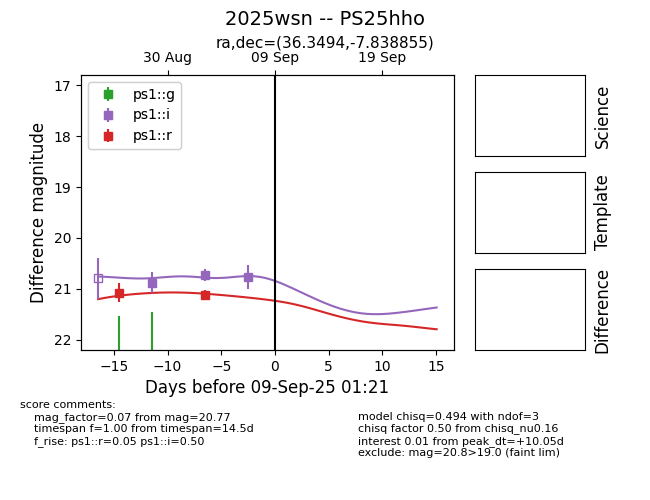 2025wsn -- PS25hho
ra,dec=(36.3494,-7.838855)
30 Aug
09 Sep
19 Sep
17
18
19
20
21
22
Difference magnitude
ps1::g
ps1::i
ps1::r
−15
−10
−5
0
5
10
15
Days before 09-Sep-25 01:21
Science
Template
Difference
score comments:
mag_factor=0.07 from mag=20.77
timespan f=1.00 from timespan=14.5d
f_rise: ps1::r=0.05 ps1::i=0.50
model chisq=0.494 with ndof=3
chisq factor 0.50 from chisq_nu0.16
interest 0.01 from peak_dt=+10.05d
exclude: mag=20.8>19.0 (faint lim)